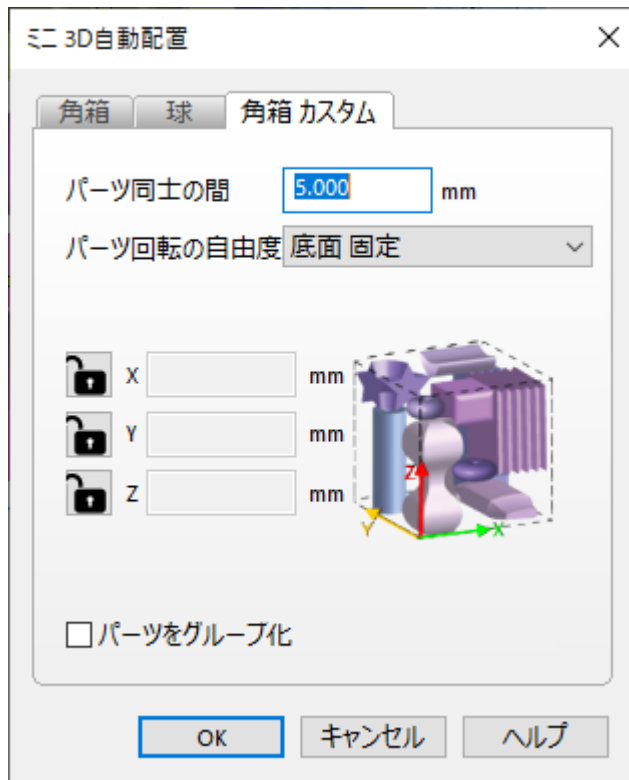 ミニ 3D自動配置
角箱 球 角箱 カスタム
パーツ同士の間 5.000 mm
パーツ回転の自由度 底面 固定
X mm
Y mm
Z mm
Z
Y X
パーツをグループ化
OK キャンセル ヘルプ